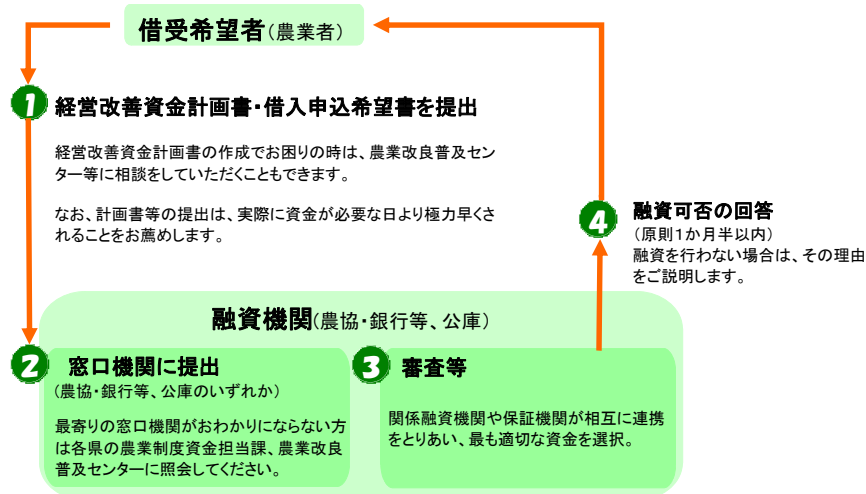 借受希望者(農業者)
1 経営改善資金計画書・借入申込希望書を提出
経営改善資金計画書の作成でお困りの時は、農業改良普及セン
ター等に相談をしていただくこともできます。
なお、計画書等の提出は、実際に資金が必要な日より極力早くさ
れることをお薦めします。
4 融資可否の回答
(原則1か月半以内)
融資を行わない場合は、その理由
をご説明します。
融資機関(農協・銀行等、公庫)
2 窓口機関に提出
(農協・銀行等、公庫のいずれか)
最寄りの窓口機関がおわかりにならない方
は各県の農業制度資金担当課、農業改良
普及センターに照会してください。
3 審査等
関係融資機関や保証機関が相互に連携
をとりあい、最も適切な資金を選択。